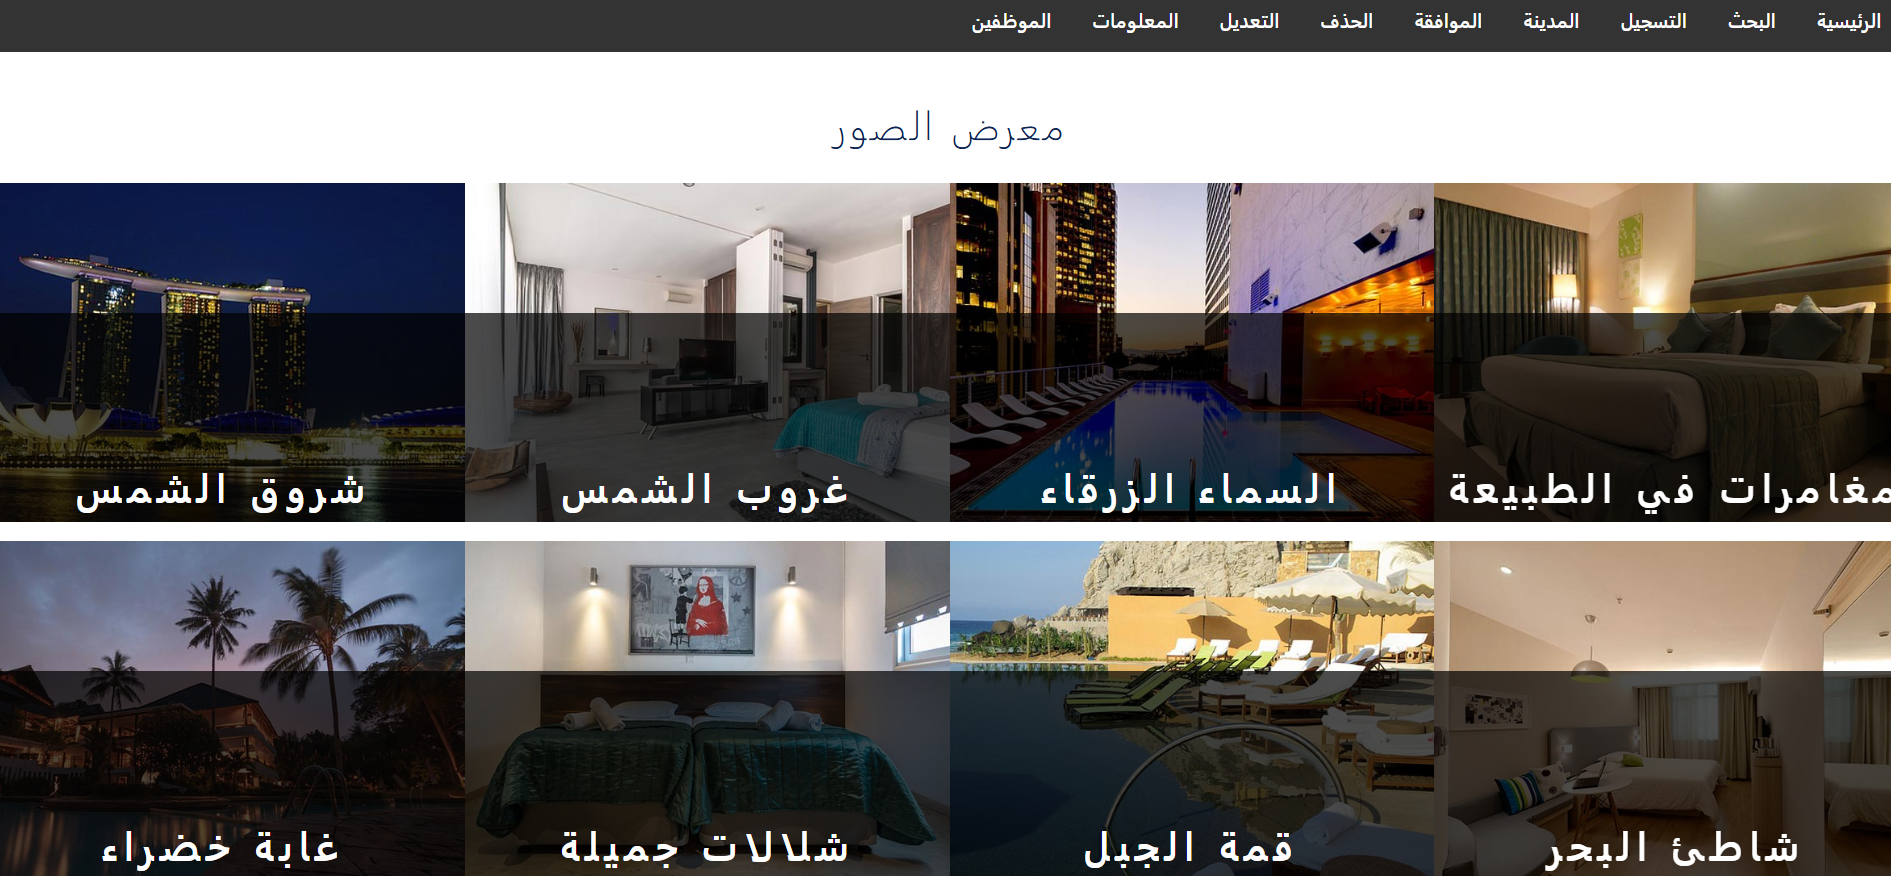 الرئيسية البحث التسجيل المدينة الموافقة الحذف التعديل المعلومات الموظفين
معرض الصور
مغامرات في الطبيعة
السماء الزرقاء
غروب الشمس
شروق الشمس
شاطئ البحر
قمة الجبل
شلالات جميلة
غابة خضراء